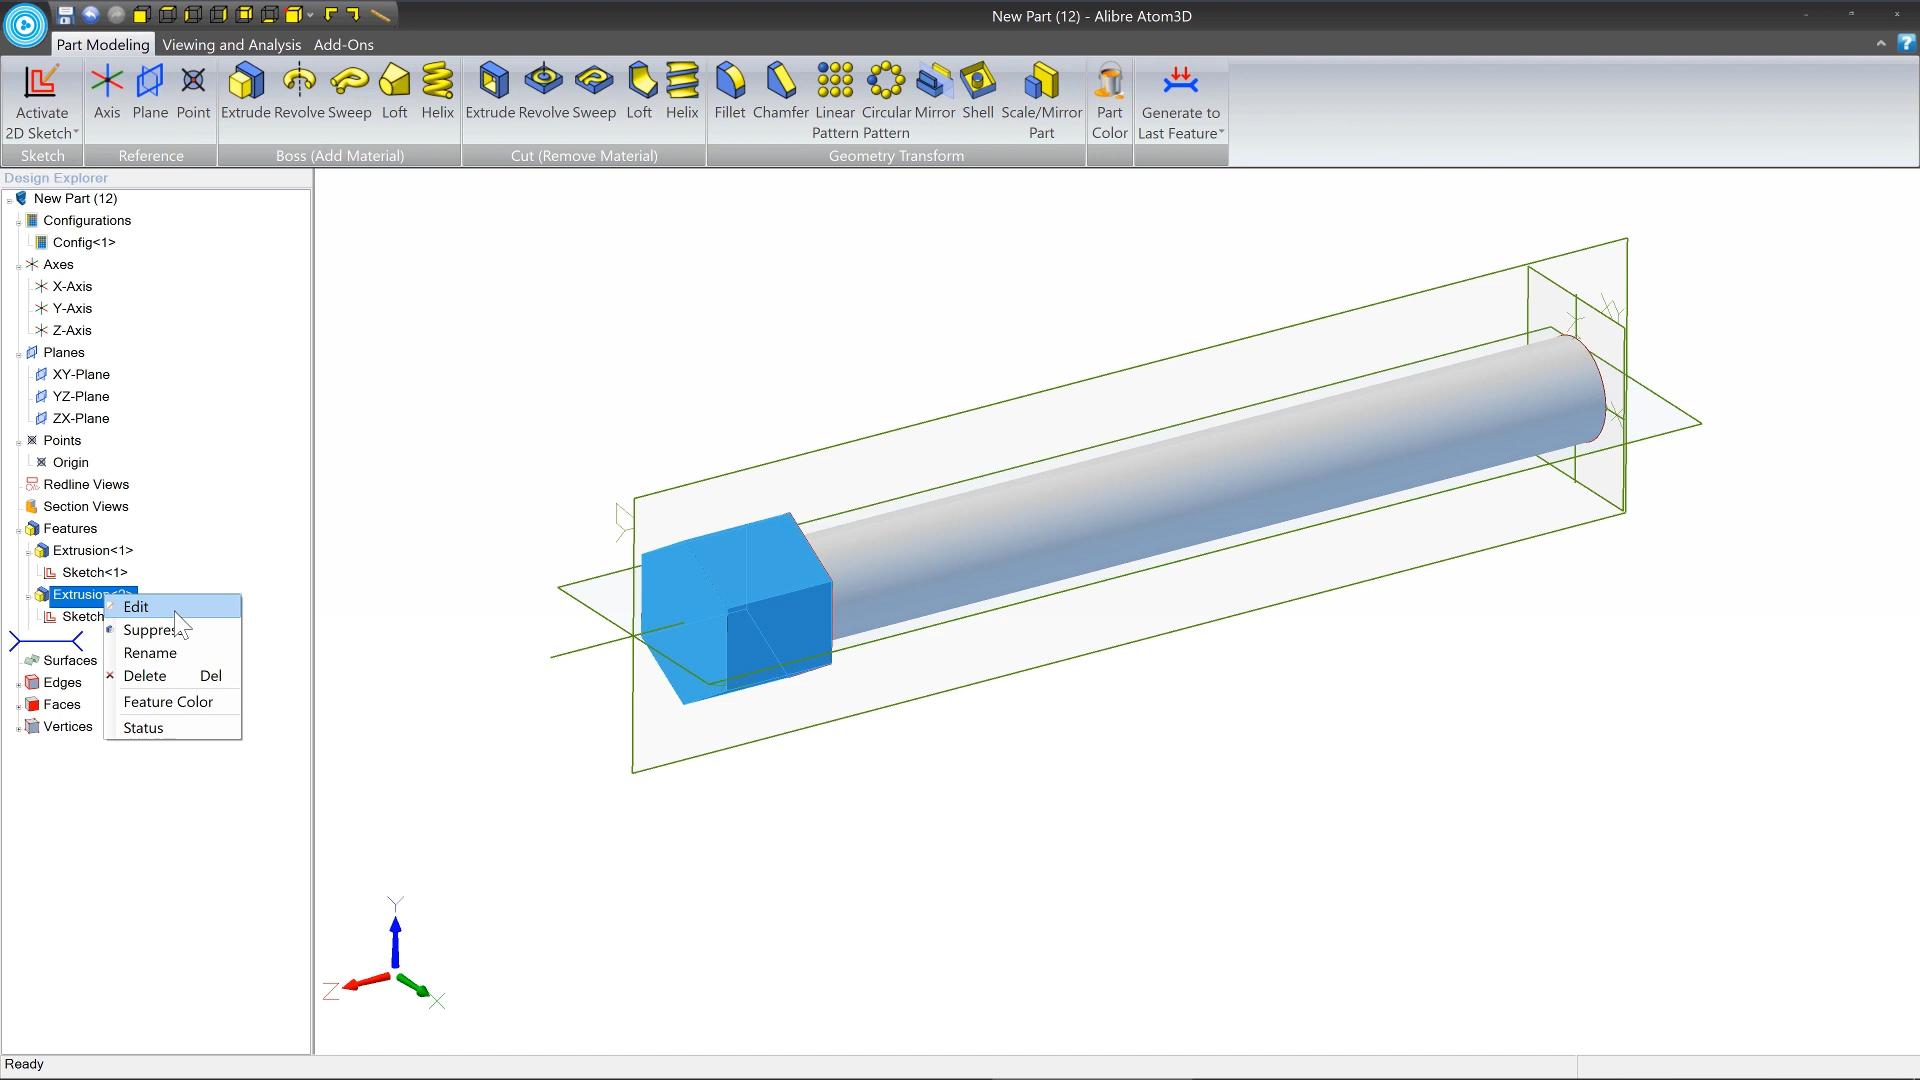 New Part (12) - Alibre Atom3D
Part Modeling
Viewing and Analysis
Add-Ons
Activate
2D Sketch
Axis
Plane
Point
Extrude
Revolve
Sweep
Loft
Helix
Extrude
Revolve
Sweep
Loft
Helix
Fillet
Chamfer
Linear
Pattern
Circular
Pattern
Mirror
Shell
Scale/Mirror
Part
Part
Color
Generate to
Last Feature
Sketch
Reference
Boss (Add Material)
Cut (Remove Material)
Geometry Transform
Design Explorer
New Part (12)
Configurations
Config<1>
Axes
X-Axis
Y-Axis
Z-Axis
Planes
XY-Plane
YZ-Plane
ZX-Plane
Points
Origin
Redline Views
Section Views
Features
Extrusion<1>
Sketch<1>
Sketch
Surfaces
Edges
Faces
Vertices
Edit
Rename
Delete Del
Feature Color
Status
Y
Z
X
Ready